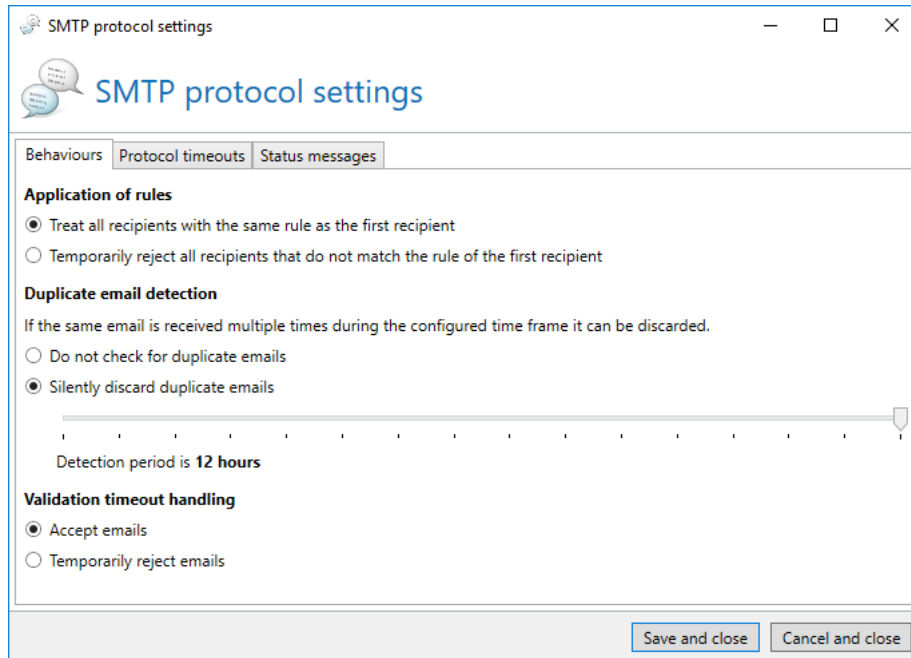 SMTP protocol settings
SMTP protocol settings
Behaviours Protocol timeouts Status messages
Application of rules
Treat all recipients with the same rule as the first recipient
Temporarily reject all recipients that do not match the rule of the first recipient
Duplicate email detection
If the same email is received multiple times during the configured time frame it can be discarded.
Do not check for duplicate emails
Silently discard duplicate emails
Detection period is 12 hours
Validation timeout handling
Accept emails
Temporarily reject emails
Save and close Cancel and close